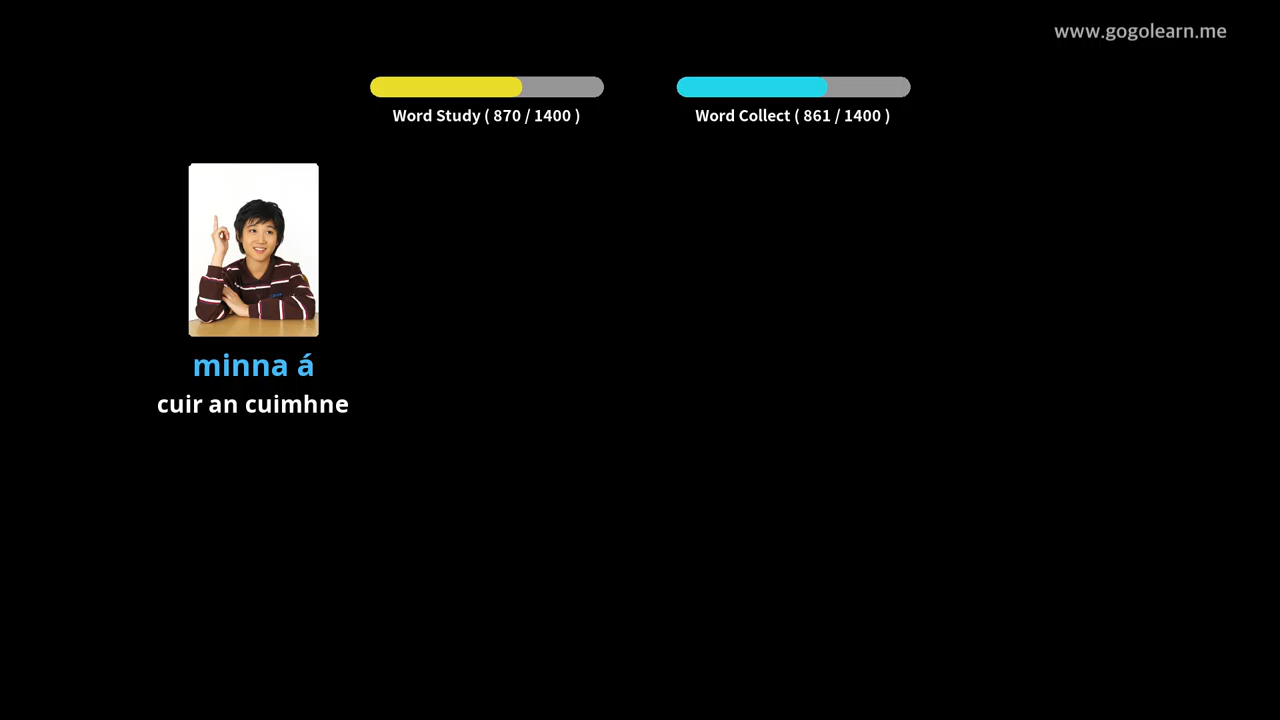 www.gogolearn.me
Word Study ( 870 / 1400 )
Word Collect ( 861 / 1400 )
minna á
cuir an cuimhne